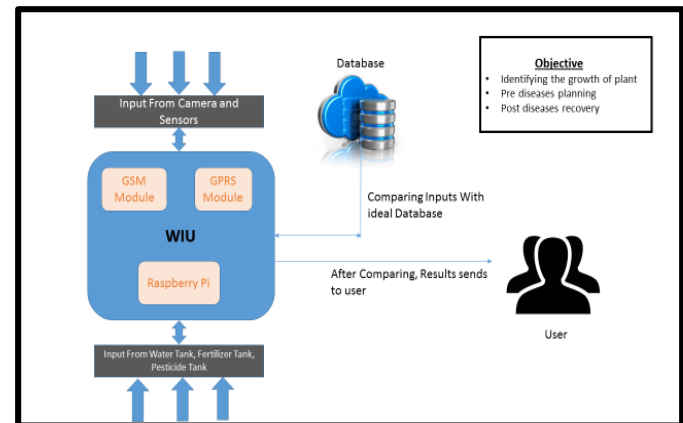 Database
Objective
• Identifying the growth of plant
• Pre diseases planning
• Post diseases recovery
Input From Camera and
Sensors
GSM
Module
GPRS
Module
WIU
Raspberry Pi
Comparing Inputs With
ideal Database
After Comparing, Results sends
to user
User
Input From Water Tank, Fertilizer Tank,
Pesticide Tank